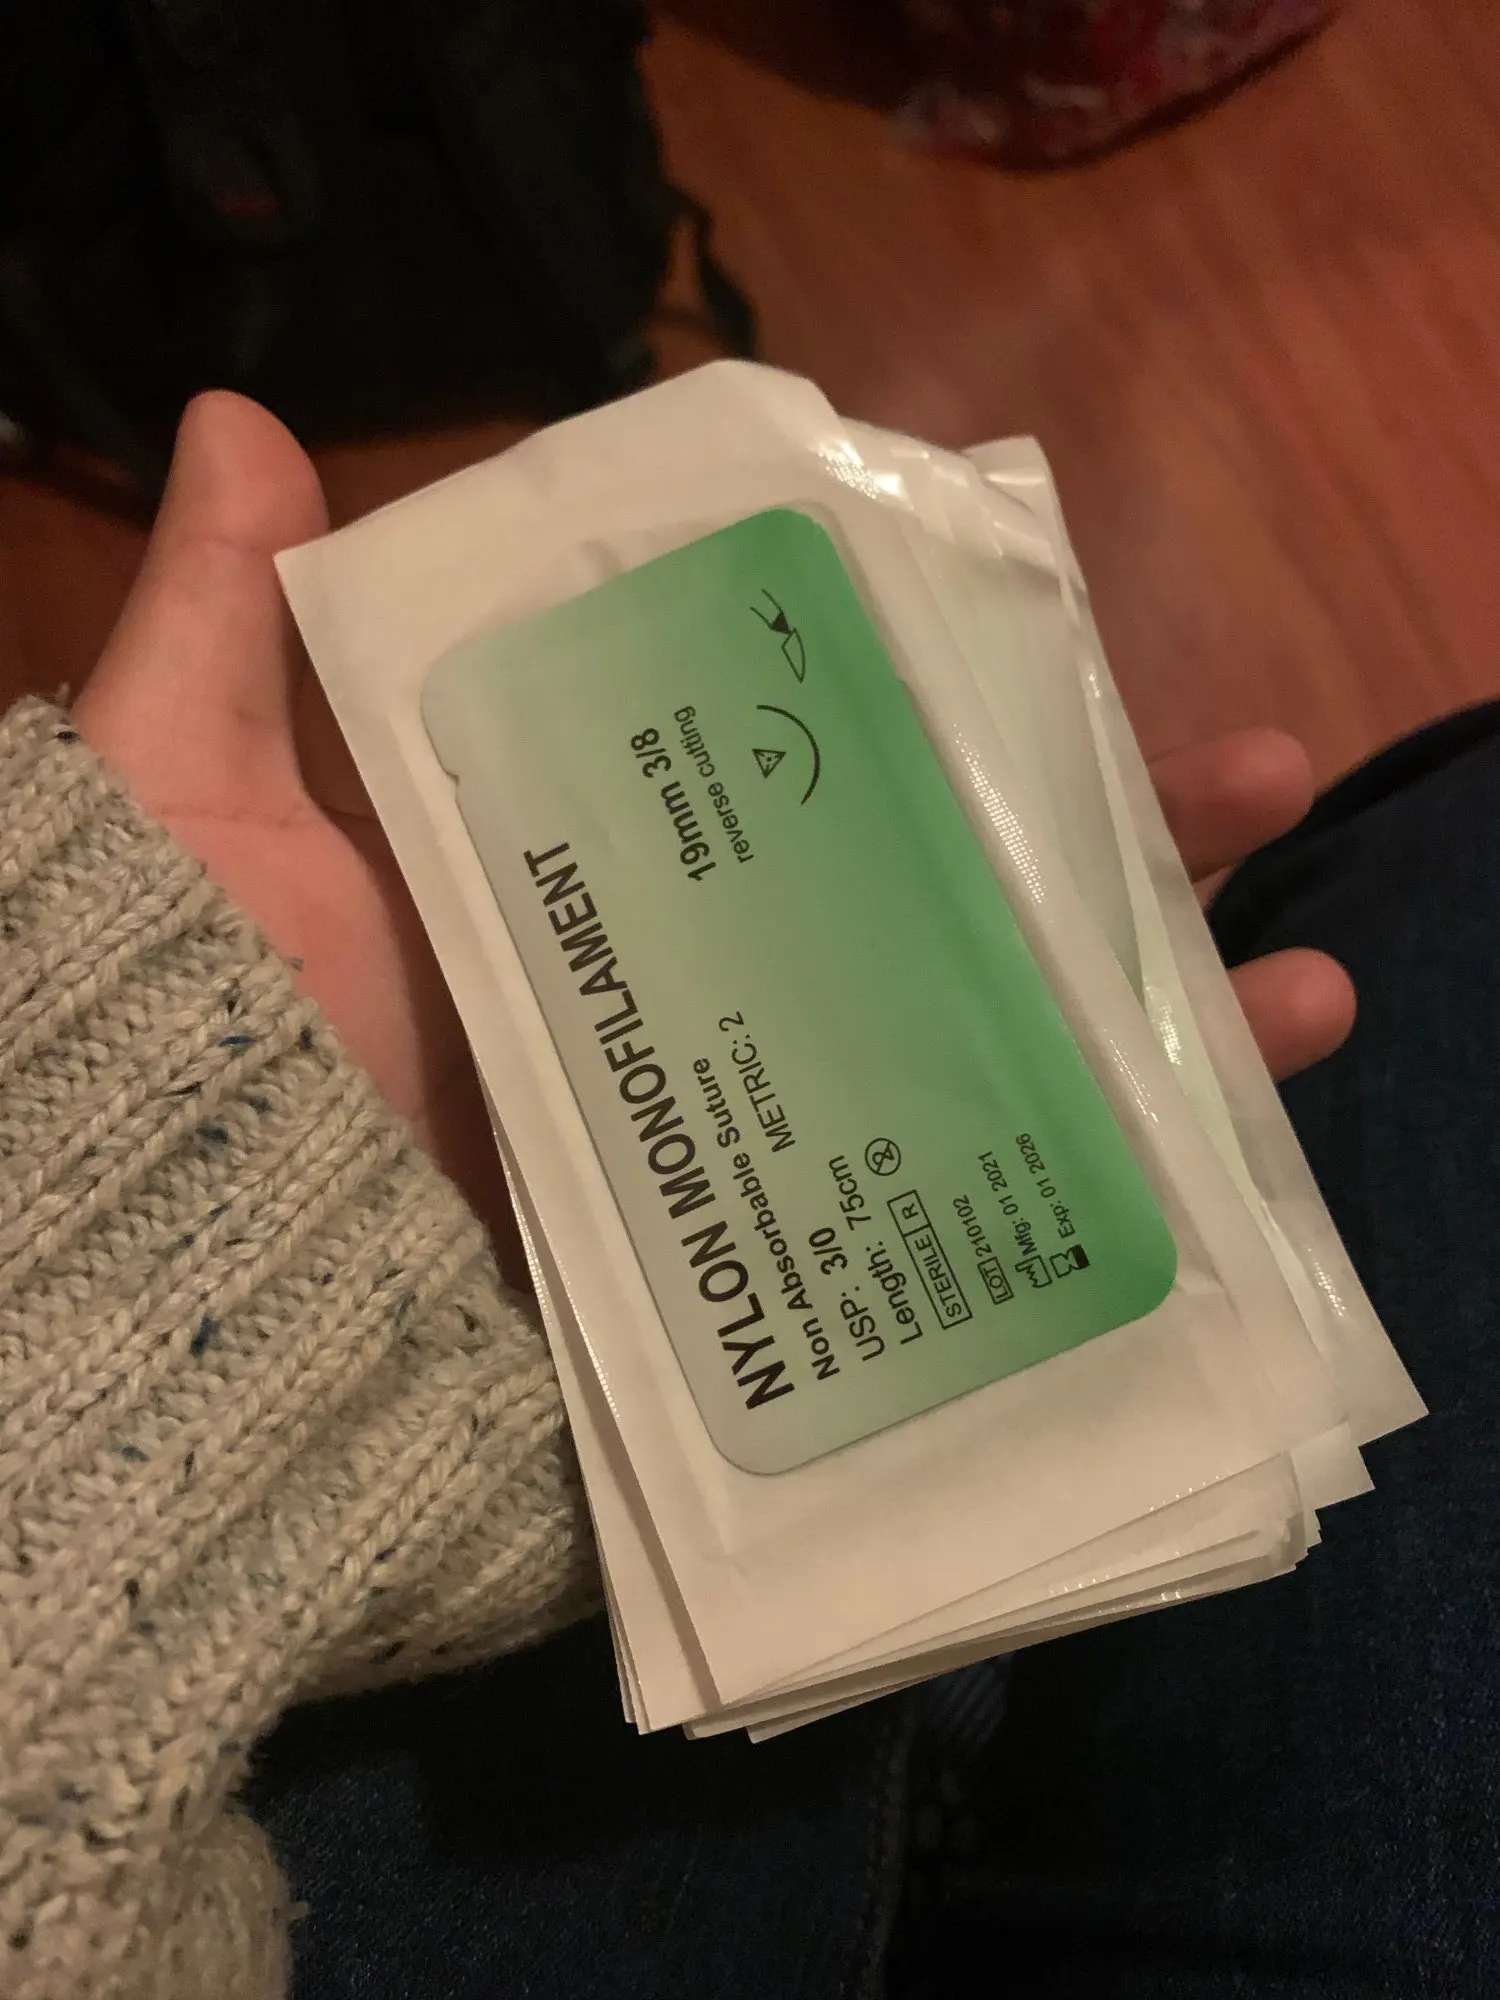 NYLON MONOFILAMENT
Non Absorbable Suture
USP: 3/0 METRIC: 2
Length: 75cm
STERILE R
LOT 210102
Mfg: 01 2021
Exp: 01 2026
19mm 3/8
reverse cutting